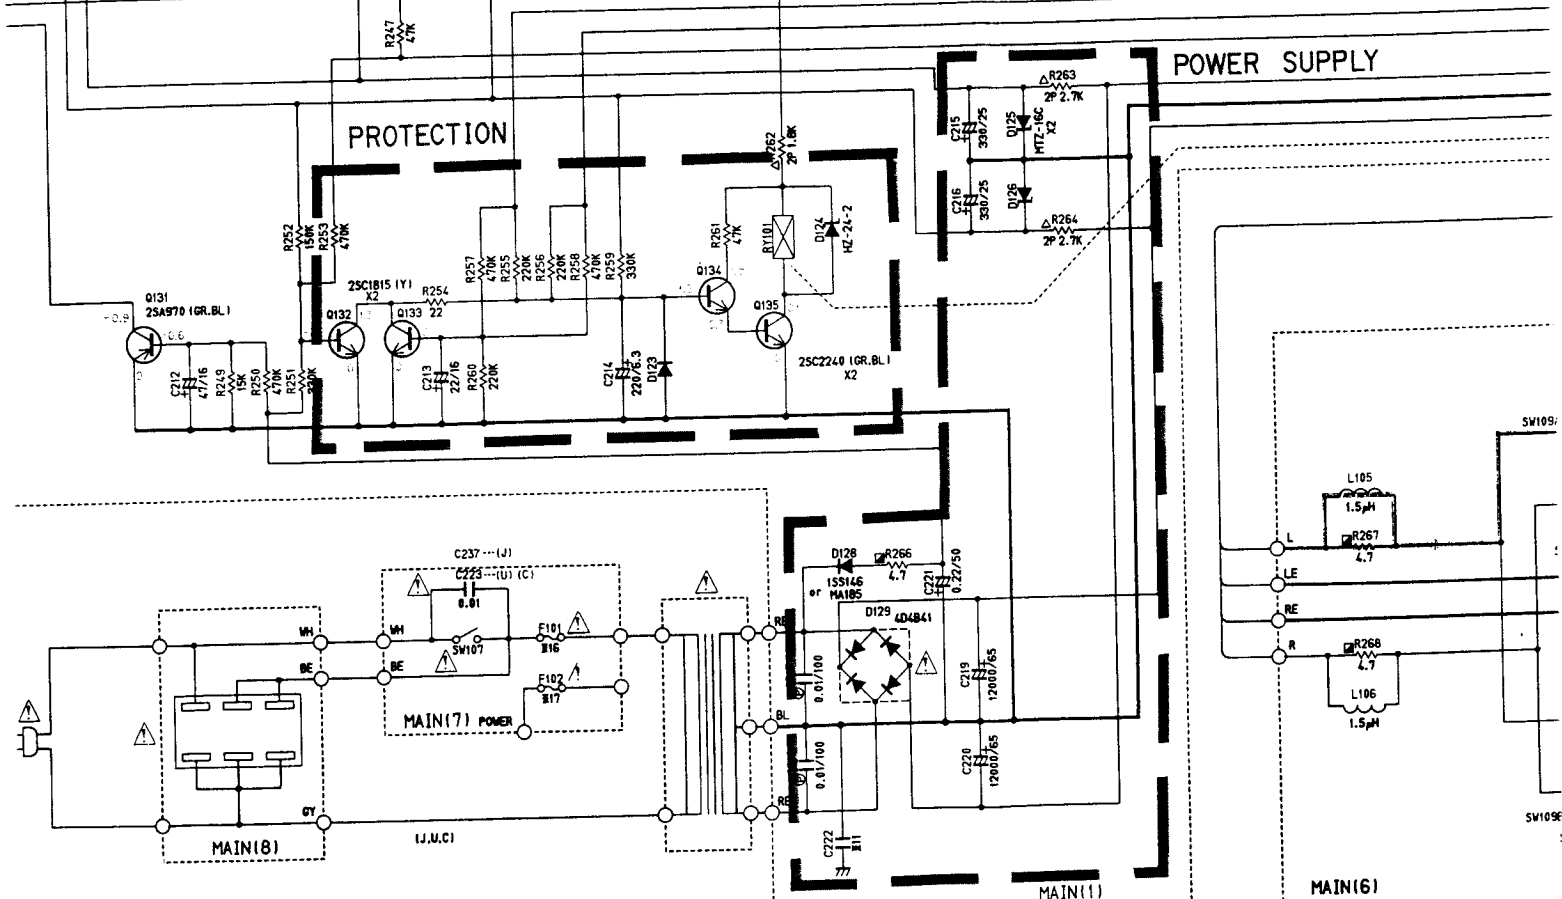 R247
47K
POWER SUPPLY
PROTECTION
R263
2P 2.7K
C215
330/25
D125
MTZ-16C
X2
C216
330/25
D126
R264
2P 2.7K
2P 1.8K
R252
150K
R253
470K
R257
470K
R255
220K
R256
220K
R258
470K
R259
330K
R261
47K
RY101
D124
HZ-24-2
Q131
2SA970 (GR.BL)
2SC1815 (Y)
X2
R254
22
Q132
Q133
Q134
Q135
2SC2240 (GR.BL)
X2
C212
47/16
R249
15K
R250
470K
R251
C213
22/16
R260
220K
C214
220/6.3
D123
C237---(J)
C223---(U)(C)
0.01
SW107
WH
BE
WH
BE
F101
F102
MAIN(7) POWER
GY
MAIN(8)
(J,U,C)
D128
1SS146
or MA185
R266
4.7
C221
0.22/50
D129
4D4B41
BL
0.01/100
0.01/100
C219
12000/65
C220
12000/65
C222
MAIN(1)
L105
1.5μH
R267
4.7
L
LE
RE
R
R268
4.7
L106
1.5μH
MAIN(6)